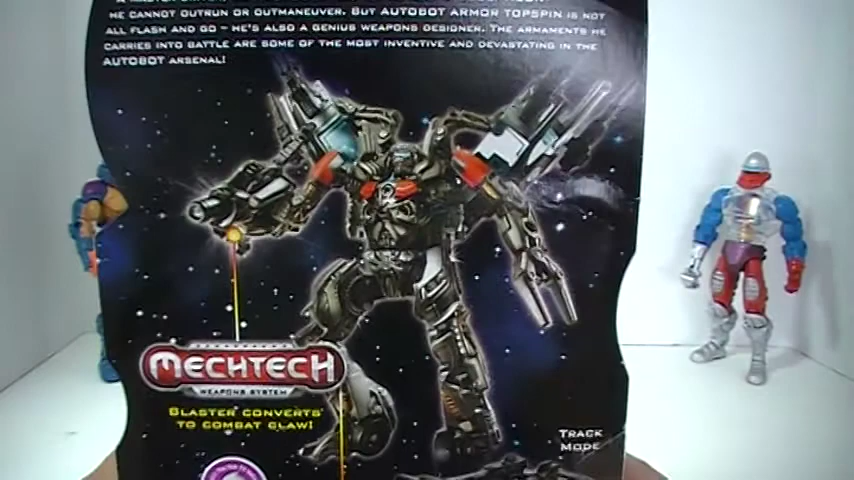 HE CANNOT OUTRUN OR OUTMANEUVER. BUT AUTOBOT ARMOR TOPSPIN IS NOT
ALL FLASH AND GO – HE'S ALSO A GENIUS WEAPONS DESIGNER. THE ARMAMENTS HE
CARRIES INTO BATTLE ARE SOME OF THE MOST INVENTIVE AND DEVASTATING IN THE
AUTOBOT ARSENAL!
MECHTECH
WEAPONS SYSTEM
BLASTER CONVERTS
TO COMBAT CLAW!
TRACK
MODE